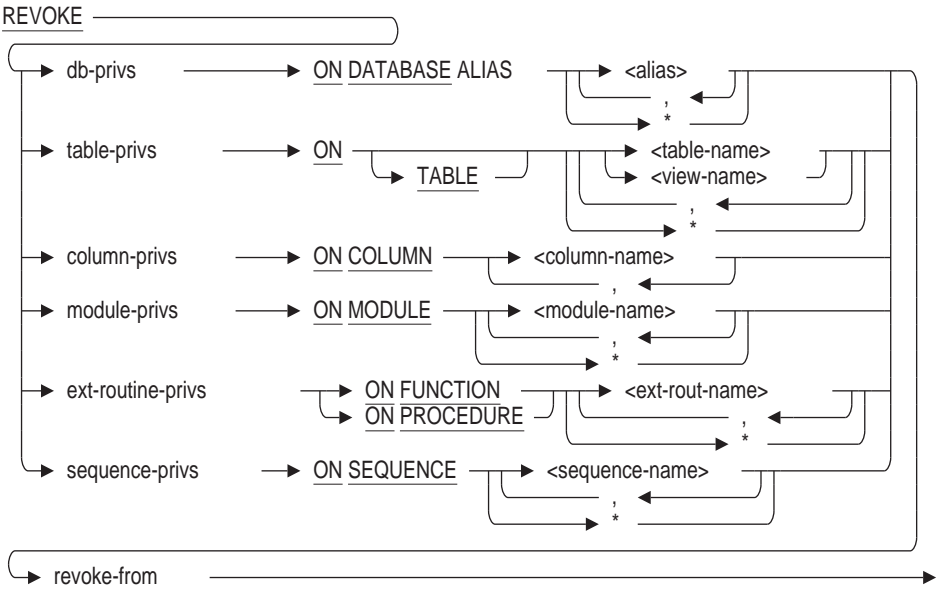 REVOKE
db-privs ON DATABASE ALIAS <alias>
,
*
table-privs ON <table-name>
TABLE <view-name>
,
*
column-privs ON COLUMN <column-name>
,
module-privs ON MODULE <module-name>
,
*
ext-routine-privs ON FUNCTION <ext-rout-name>
ON PROCEDURE ,
*
sequence-privs ON SEQUENCE <sequence-name>
,
*
revoke-from